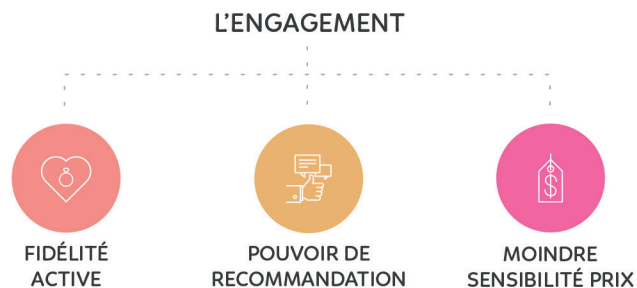 L'ENGAGEMENT
FIDÉLITÉ
ACTIVE
POUVOIR DE
RECOMMANDATION
MOINDRE
SENSIBILITÉ PRIX
$